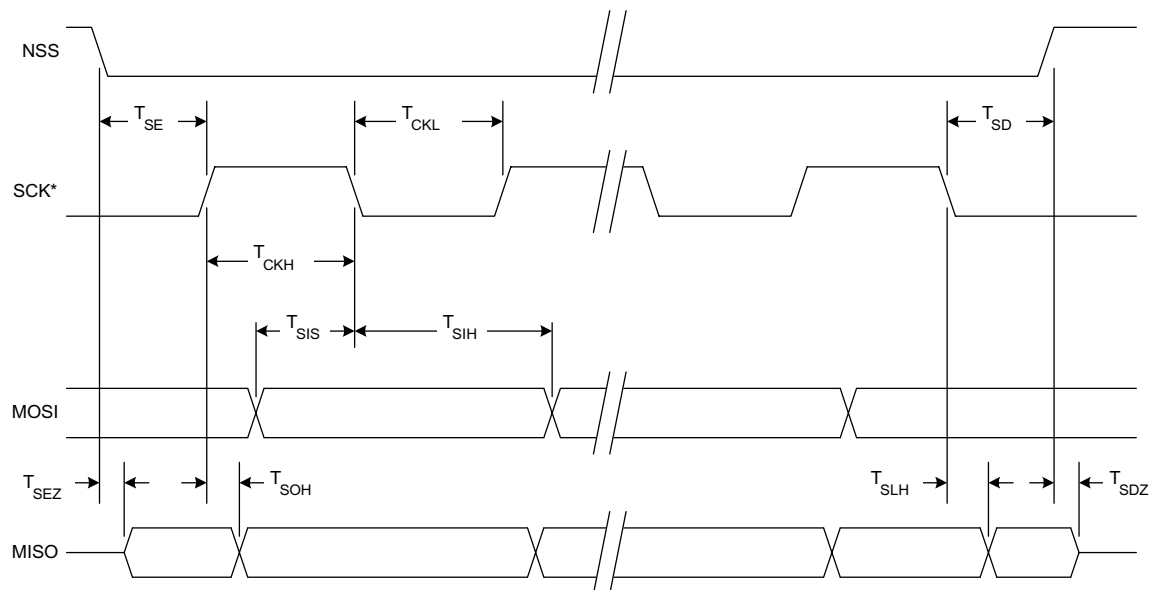 NSS
T_SE
T_CKL
T_SD
SCK*
T_CKH
T_SIS
T_SIH
MOSI
T_SEZ
T_SOH
T_SLH
T_SDZ
MISO